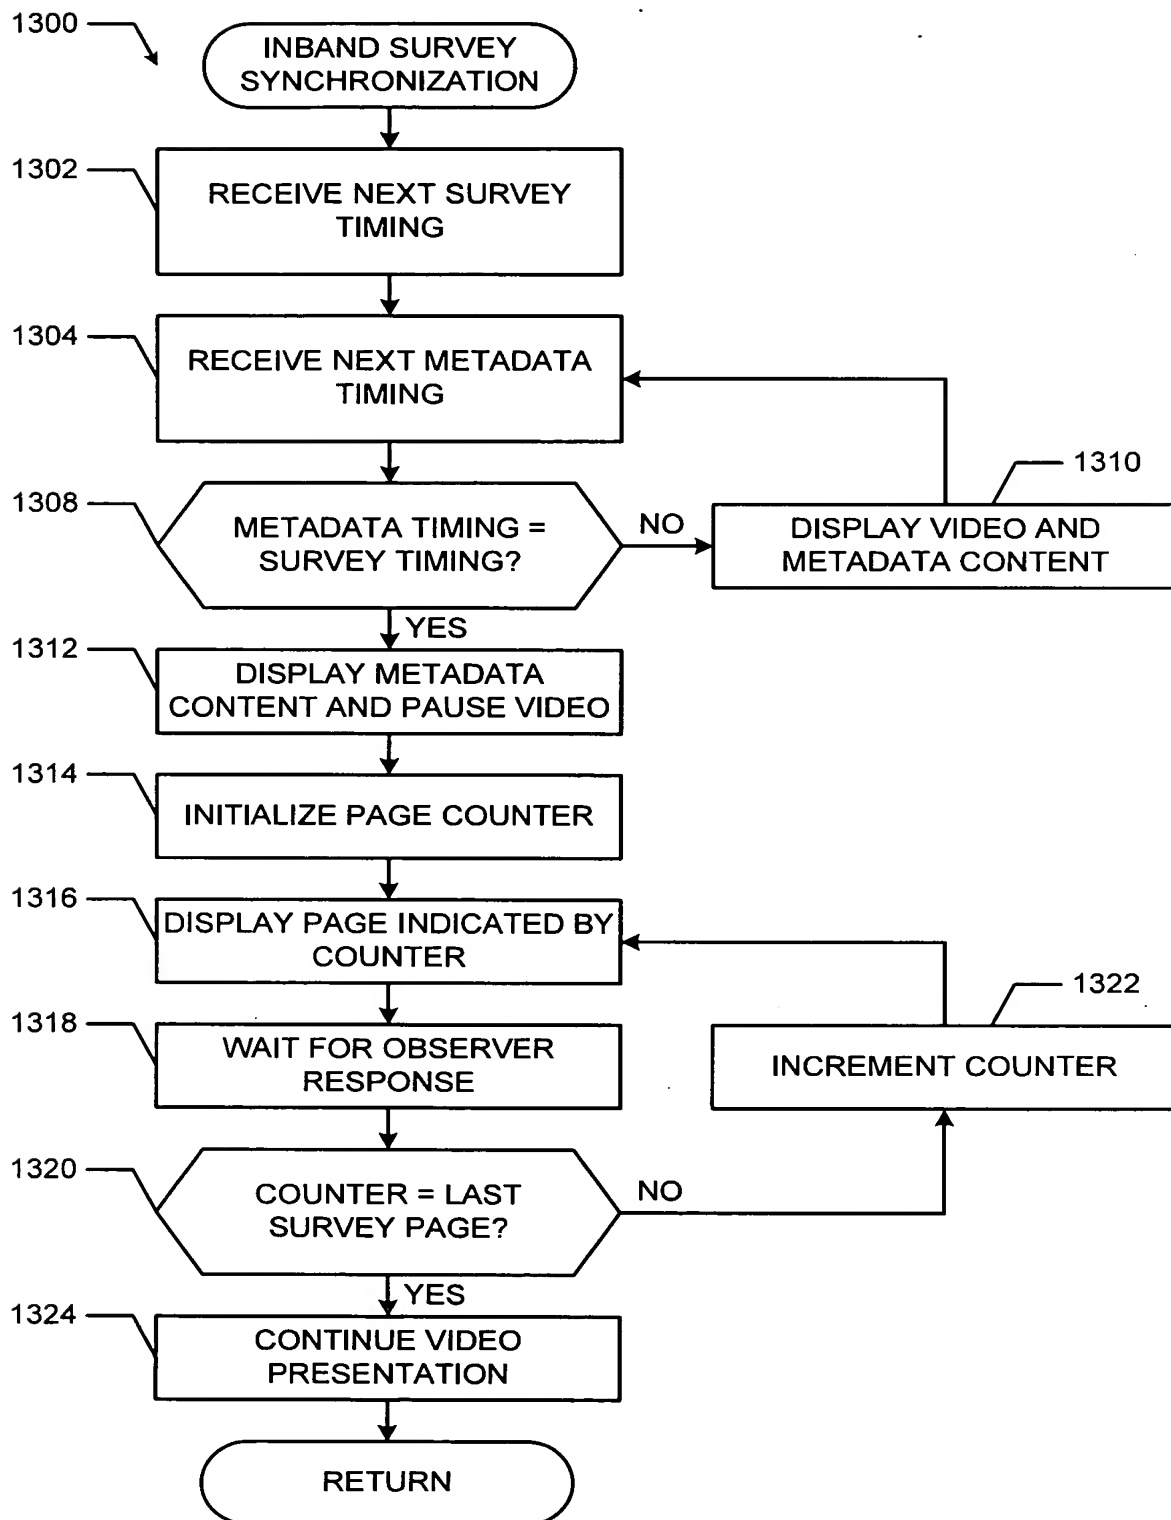 1300
INBAND SURVEY
SYNCHRONIZATION
1302
RECEIVE NEXT SURVEY
TIMING
1304
RECEIVE NEXT METADATA
TIMING
1310
1308
METADATA TIMING =
SURVEY TIMING?
NO
DISPLAY VIDEO AND
METADATA CONTENT
YES
1312
DISPLAY METADATA
CONTENT AND PAUSE VIDEO
1314
INITIALIZE PAGE COUNTER
1316
DISPLAY PAGE INDICATED BY
COUNTER
1322
1318
WAIT FOR OBSERVER
RESPONSE
INCREMENT COUNTER
1320
COUNTER = LAST
SURVEY PAGE?
NO
YES
1324
CONTINUE VIDEO
PRESENTATION
RETURN